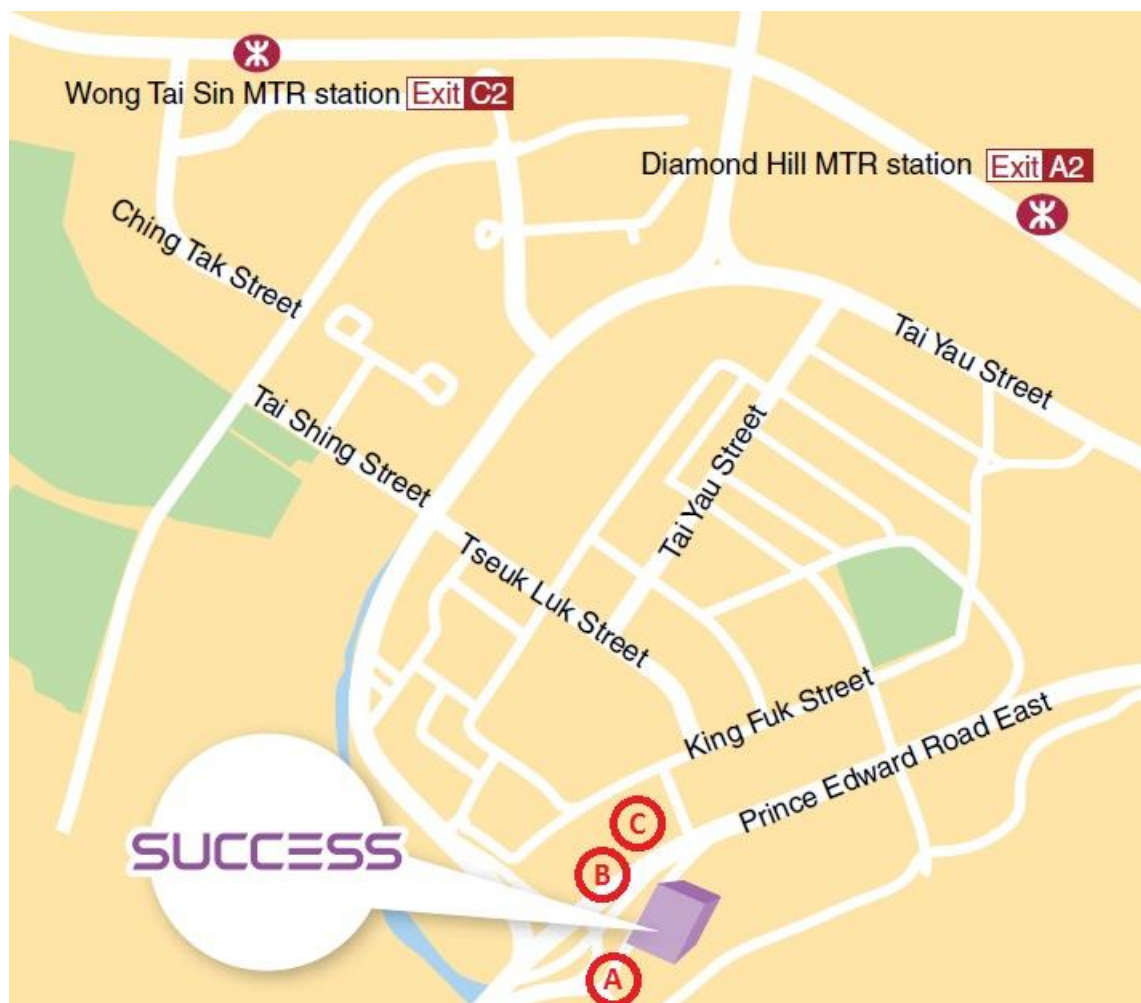 Wong Tai Sin MTR station Exit C2
Diamond Hill MTR station Exit A2
Ching Tak Street
Tai Yau Street
Tai Shing Street
Tai Yau Street
Tseuk Luk Street
King Fuk Street
Prince Edward Road East
C
SUCCESS
B
A